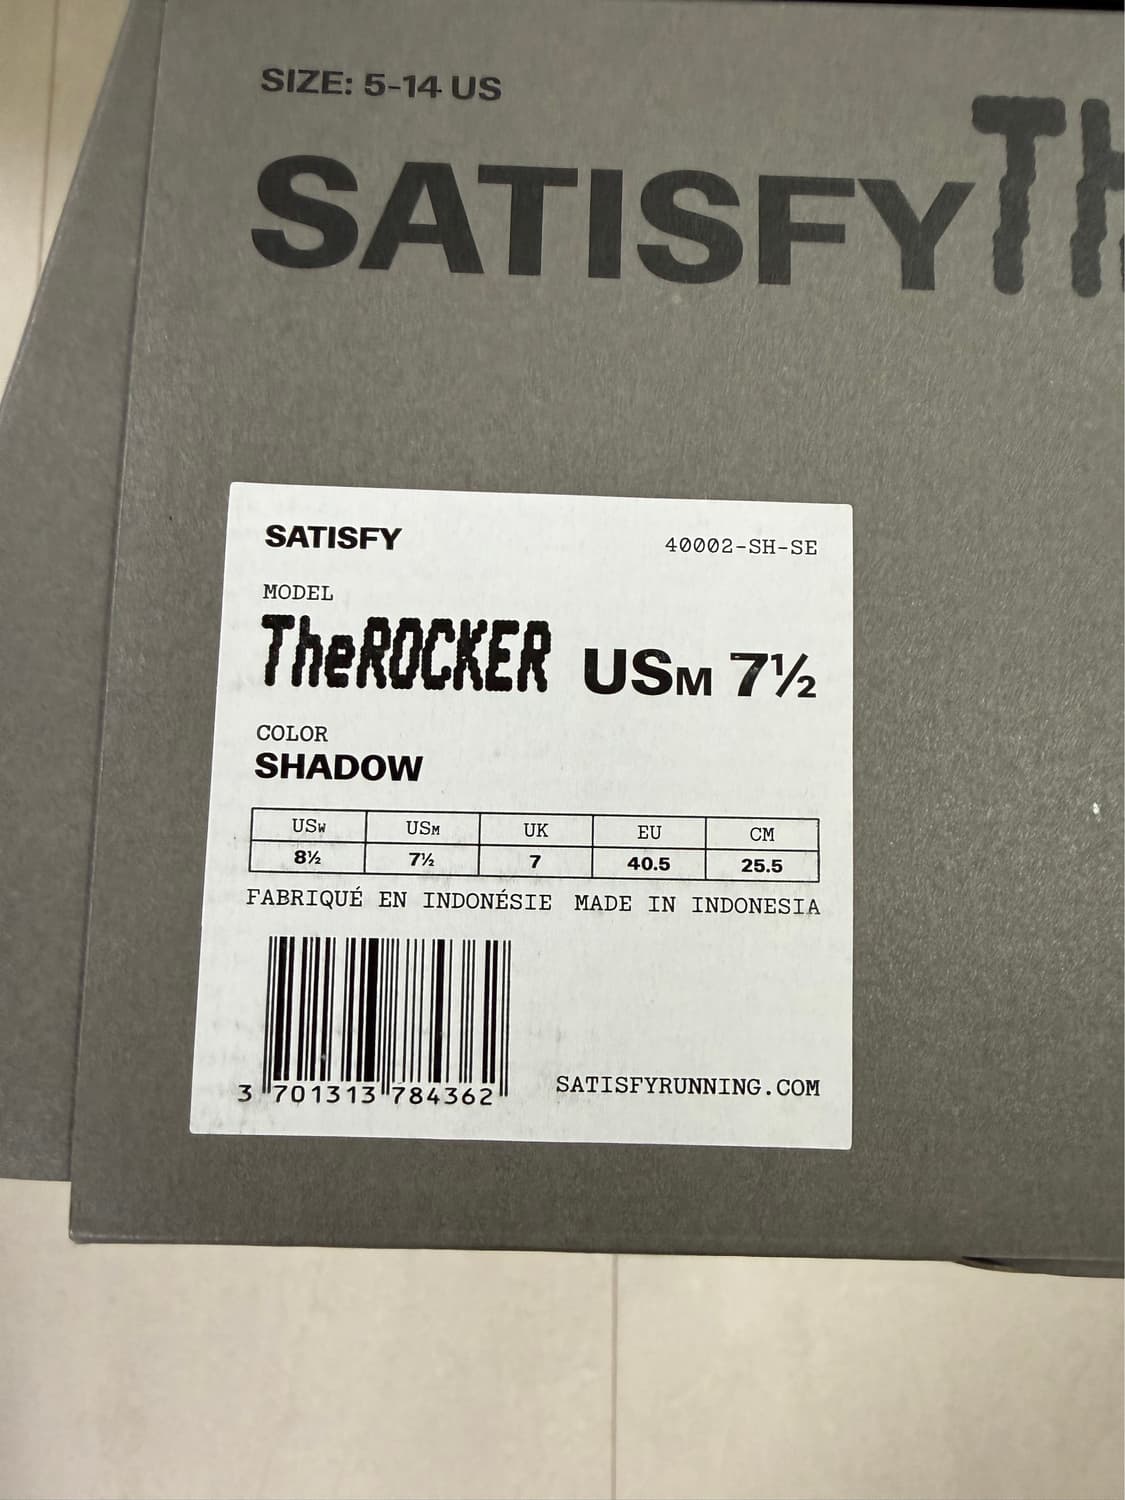 SIZE: 5-14 US
SATISFY Th
SATISFY
40002-SH-SE
MODEL
TheROCKER USM 7½
COLOR
SHADOW
USW USM UK EU CM
8½ 7½ 7 40.5 25.5
FABRIQUÉ EN INDONÉSIE MADE IN INDONESIA
3 701313 784362
SATISFYRUNNING.COM